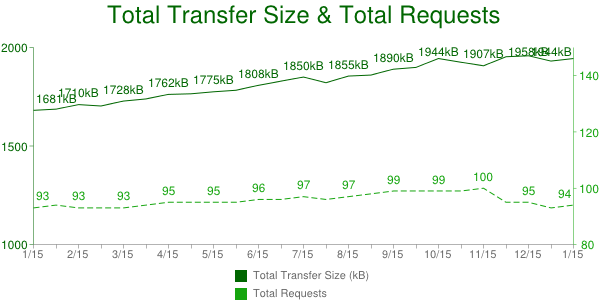 Total Transfer Size & Total Requests
2000
1500
1000
140
120
100
80
1681kB 1710kB 1728kB 1762kB 1775kB 1808kB 1850kB 1855kB 1890kB 1944kB 1907kB 1958kB 1944kB
93 93 93 95 95 96 97 97 99 99 100 95 94
1/15 2/15 3/15 4/15 5/15 6/15 7/15 8/15 9/15 10/15 11/15 12/15 1/15
Total Transfer Size (kB)
Total Requests